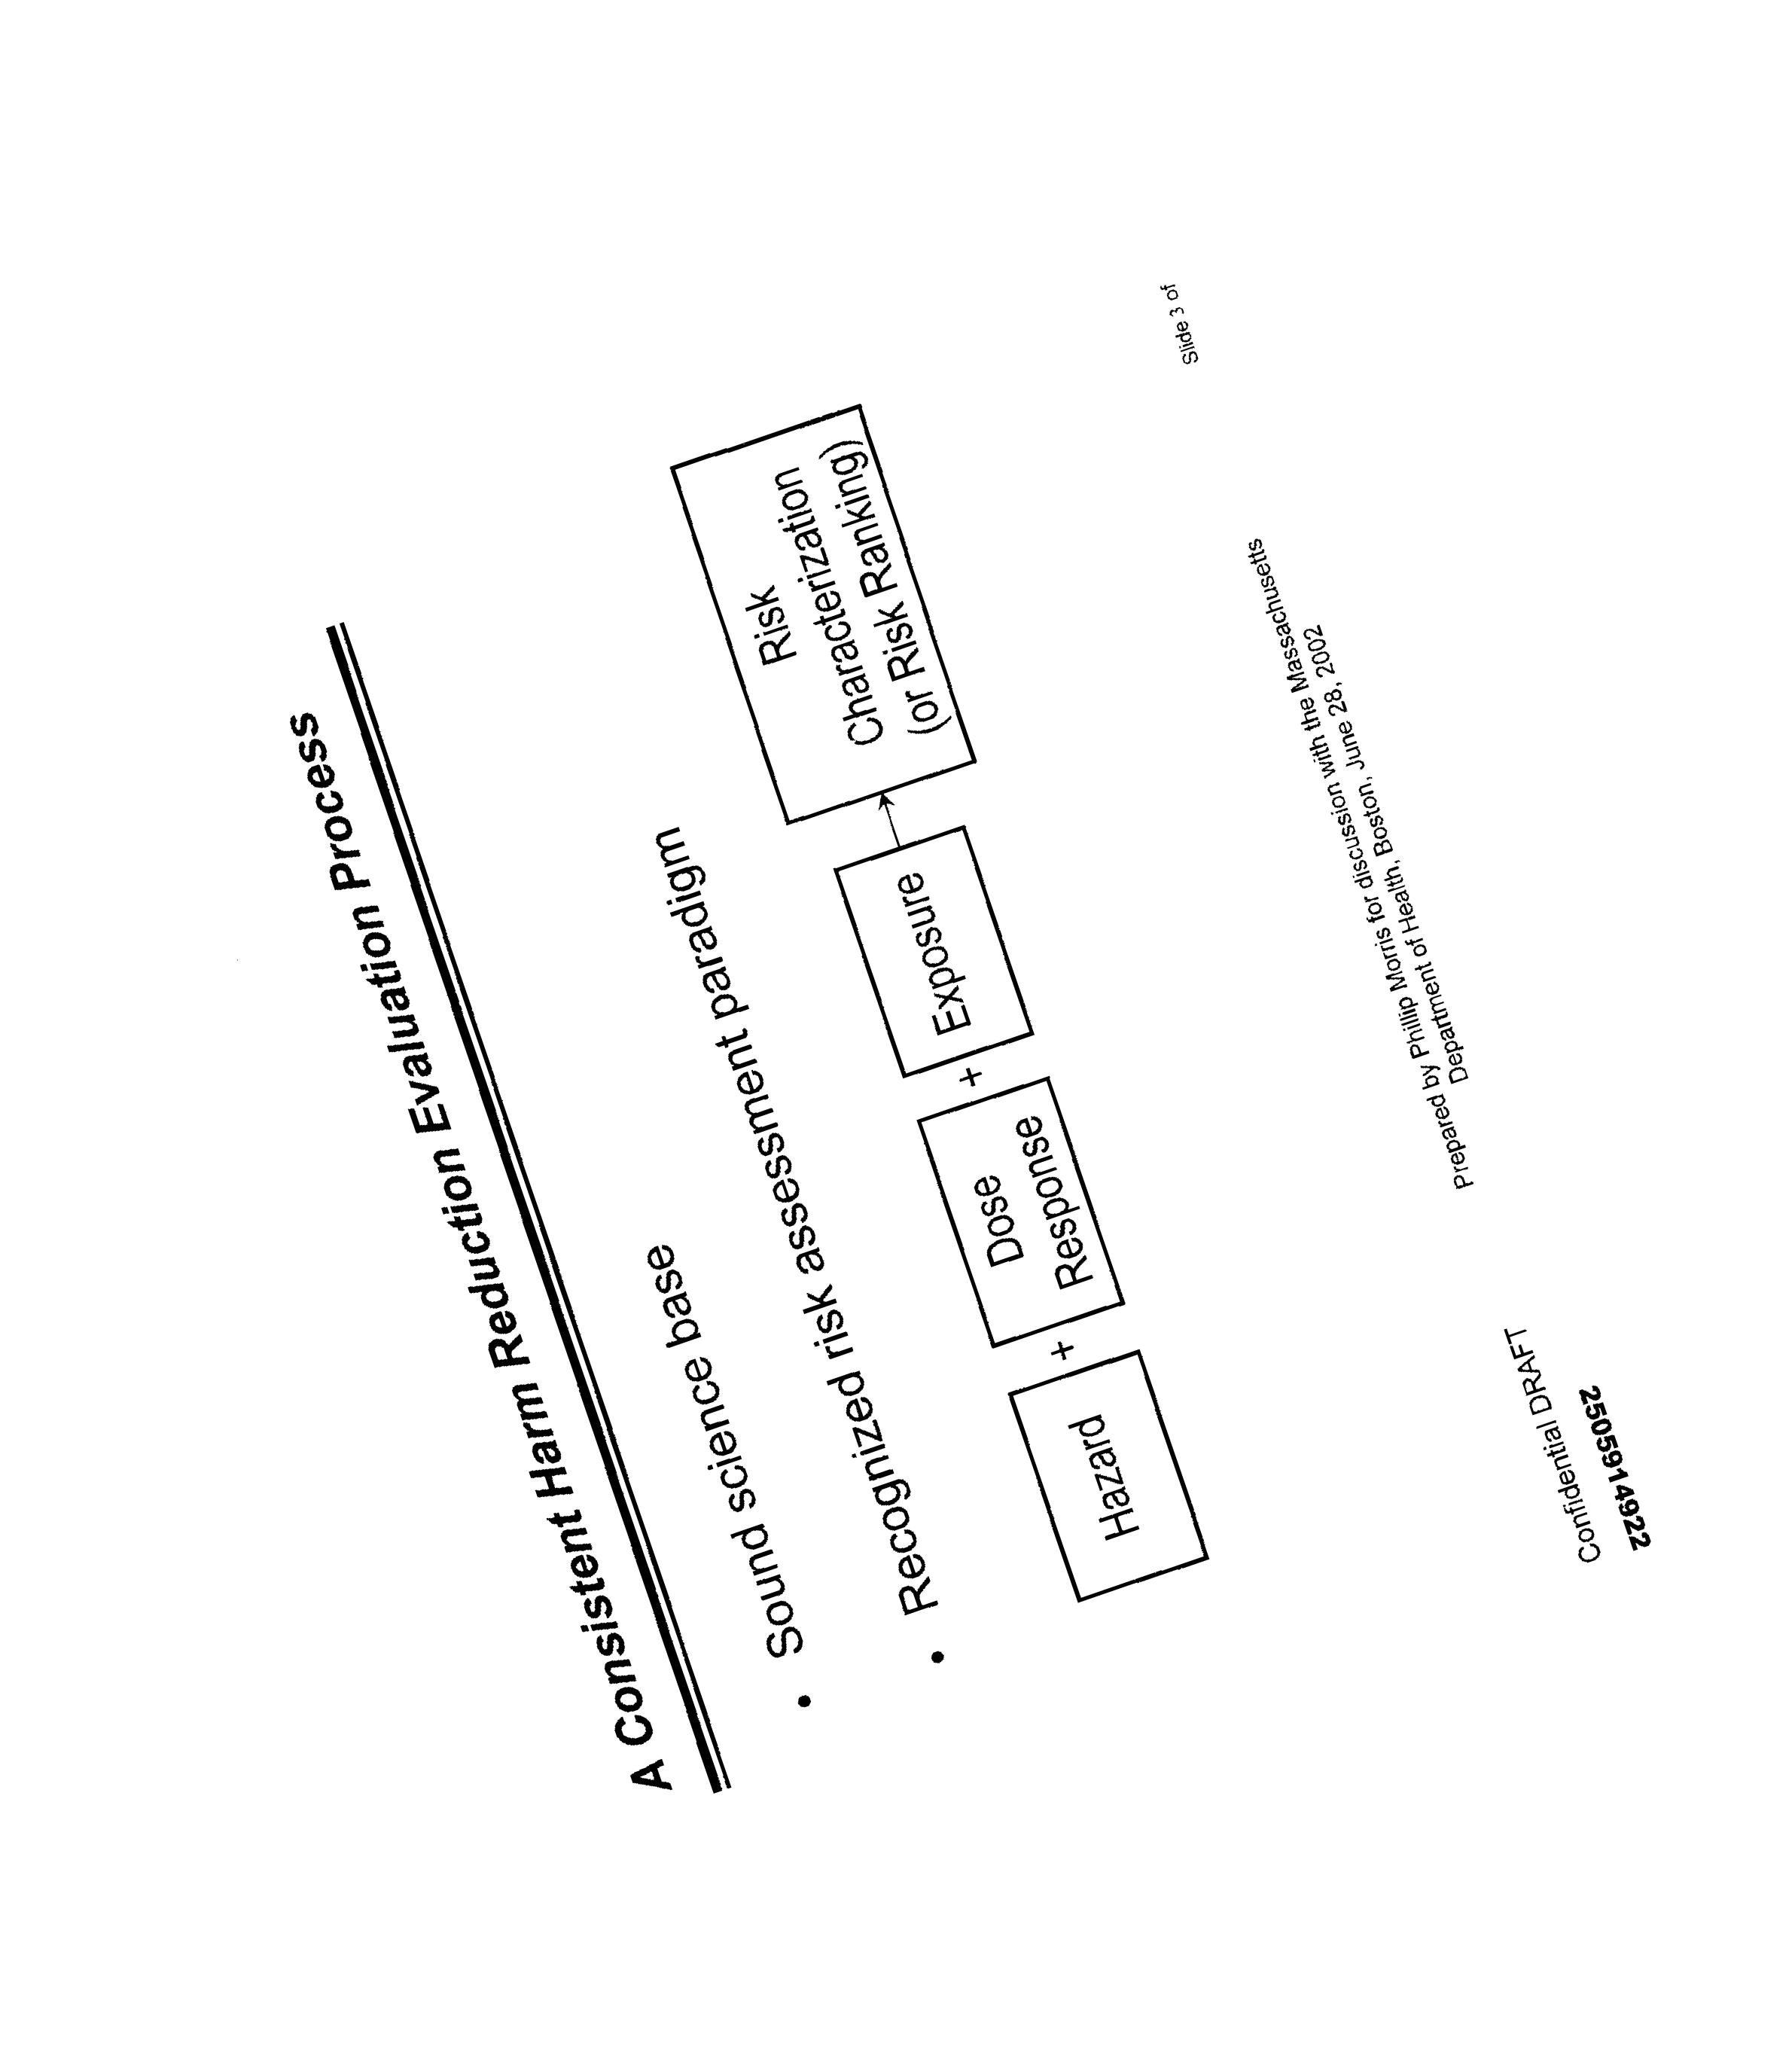 A Consistent Harm Reduction Evaluation Process
• Sound science base
• Recognized risk assessment paradigm
Hazard
+
Dose
Response
+
Exposure
Risk
Characterization
(or Risk Ranking)
Slide 3 of
Prepared by Phillip Morris for discussion with the Massachusetts
Department of Health, Boston, June 28, 2002
Confidential DRAFT
2505914922